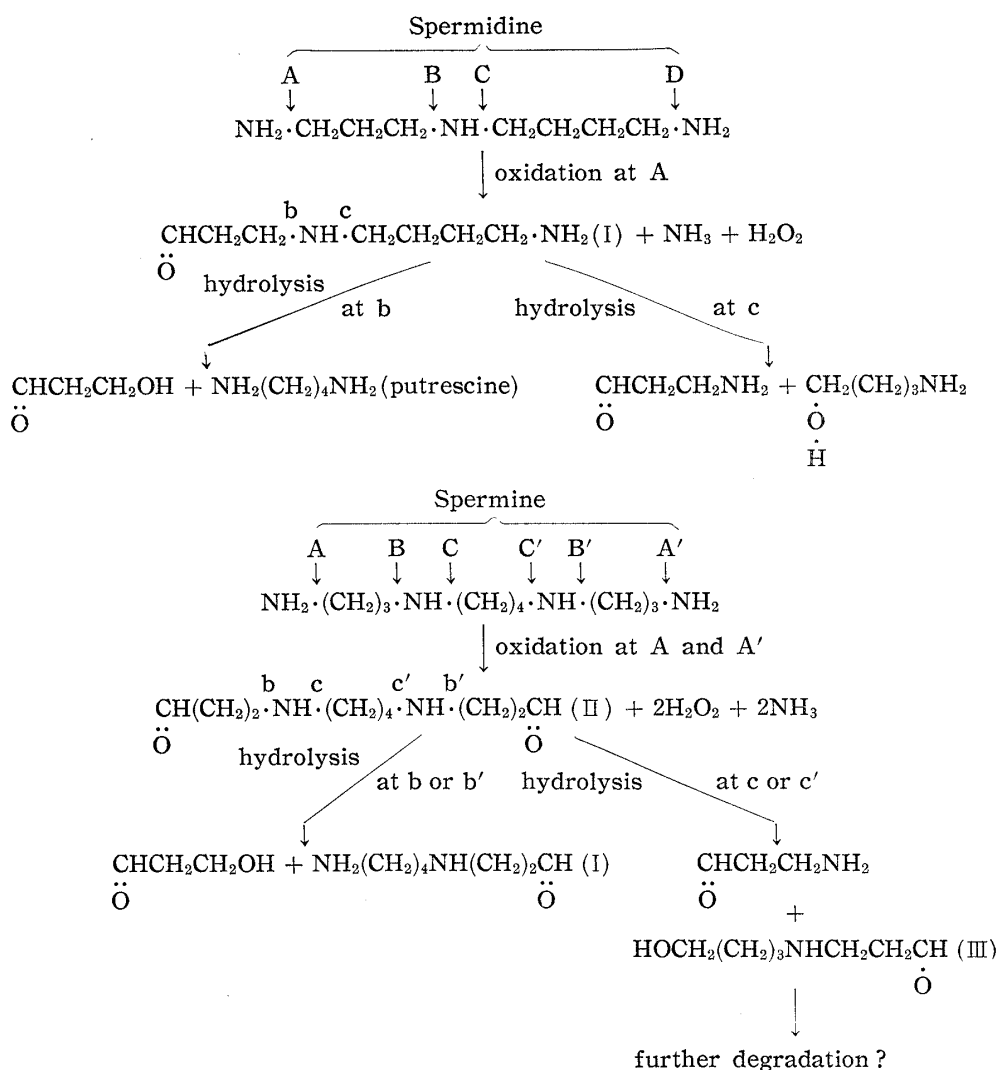 Spermidine
A B C D
↓ ↓ ↓ ↓
NH₂·CH₂CH₂CH₂·NH·CH₂CH₂CH₂CH₂·NH₂
oxidation at A
b c
CHCH₂CH₂·NH·CH₂CH₂CH₂CH₂·NH₂ (I) + NH₃ + H₂O₂
Ö
hydrolysis at b hydrolysis at c
CHCH₂CH₂OH + NH₂(CH₂)₄NH₂ (putrescine) CHCH₂CH₂NH₂ + CH₂(CH₂)₃NH₂
Ö Ö Ȯ
Ḣ
Spermine
A B C C′ B′ A′
↓ ↓ ↓ ↓ ↓ ↓
NH₂·(CH₂)₃·NH·(CH₂)₄·NH·(CH₂)₃·NH₂
oxidation at A and A′
b c c′ b′
CH(CH₂)₂·NH·(CH₂)₄·NH·(CH₂)₂CH (II) + 2H₂O₂ + 2NH₃
Ö Ö
hydrolysis at b or b′ hydrolysis at c or c′
CHCH₂CH₂OH + NH₂(CH₂)₄NH(CH₂)₂CH (I) CHCH₂CH₂NH₂
Ö Ö Ö
+
HOCH₂(CH₂)₃NHCH₂CH₂CH (III)
Ȯ
further degradation ?